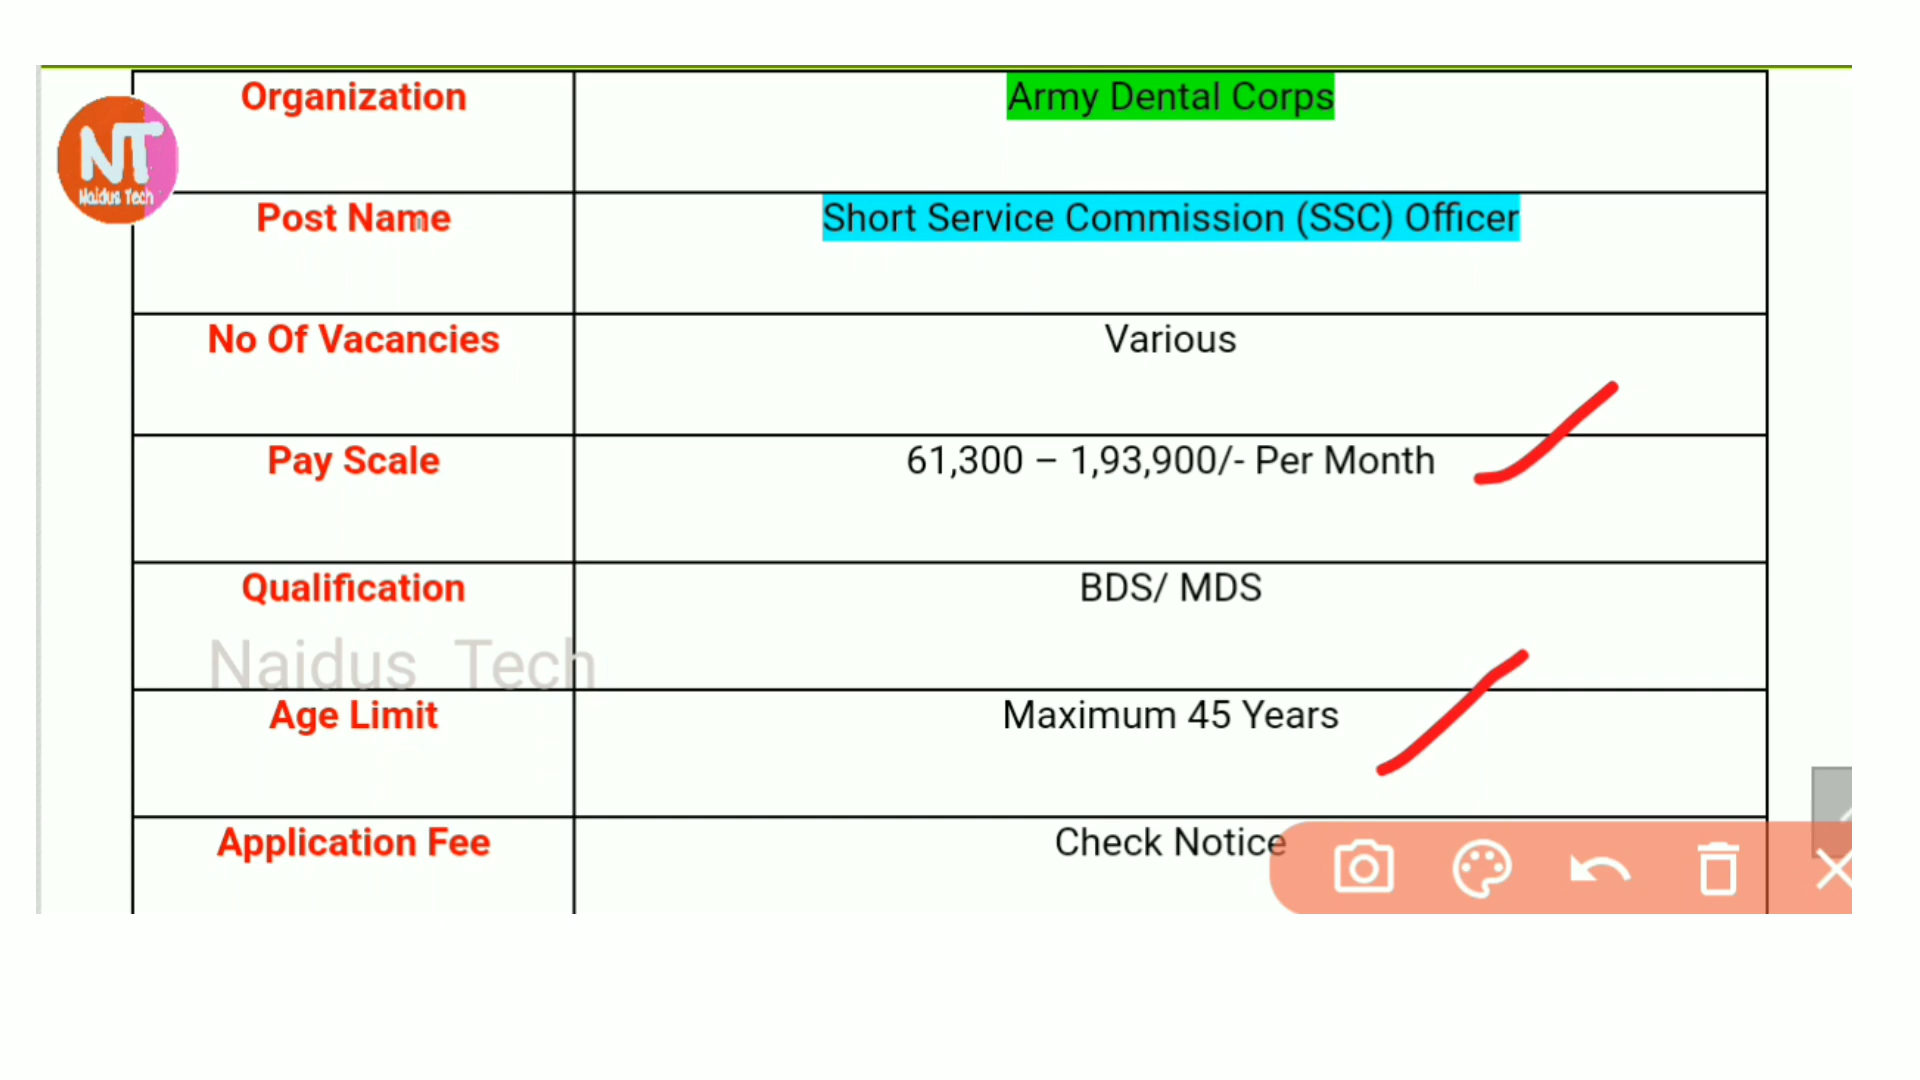 Organization Army Dental Corps
NT
Naidus Tech
Post Name Short Service Commission (SSC) Officer
No Of Vacancies Various
Pay Scale 61,300 – 1,93,900/- Per Month
Qualification BDS/ MDS
Naidus Tech
Age Limit Maximum 45 Years
Application Fee Check Notice